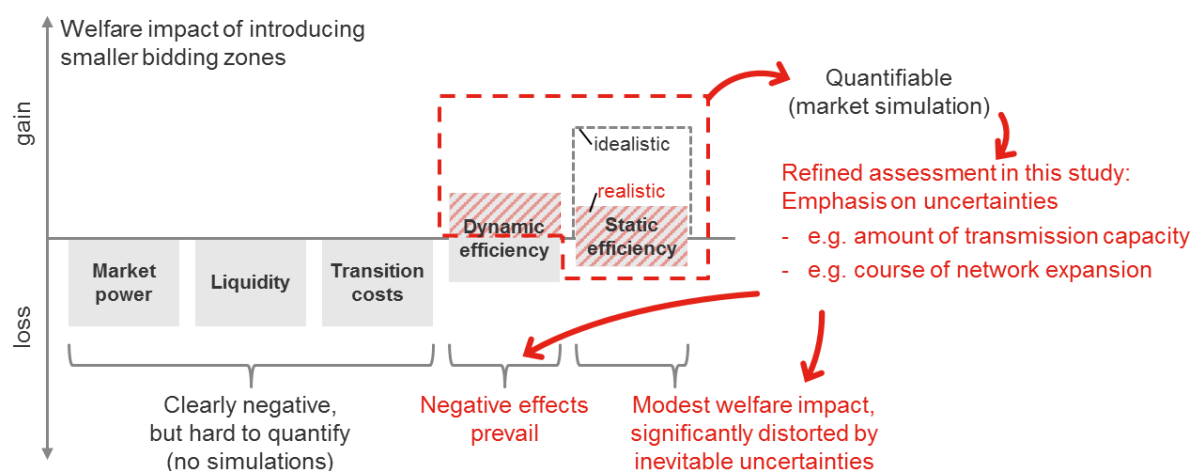 Welfare impact of introducing
smaller bidding zones
gain
loss
Quantifiable
(market simulation)
idealistic
realistic
Refined assessment in this study:
Emphasis on uncertainties
- e.g. amount of transmission capacity
- e.g. course of network expansion
Market
power
Liquidity
Transition
costs
Dynamic
efficiency
Static
efficiency
Clearly negative,
but hard to quantify
(no simulations)
Negative effects
prevail
Modest welfare impact,
significantly distorted by
inevitable uncertainties